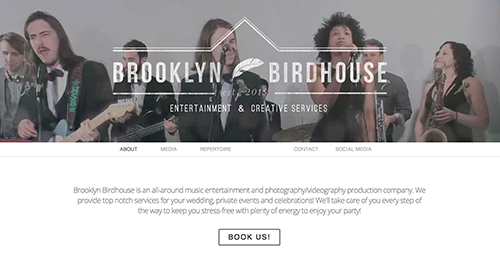 BROOKLYN BIRDHOUSE
est. 2015
ENTERTAINMENT & CREATIVE SERVICES
ABOUT MEDIA REPERTOIRE CONTACT SOCIAL MEDIA
Brooklyn Birdhouse is an all-around music entertainment and photography/videography production company. We
provide top notch services for your wedding, private events and celebrations! We'll take care of you every step of
the way to keep you stress-free with plenty of energy to enjoy your party!
BOOK US!